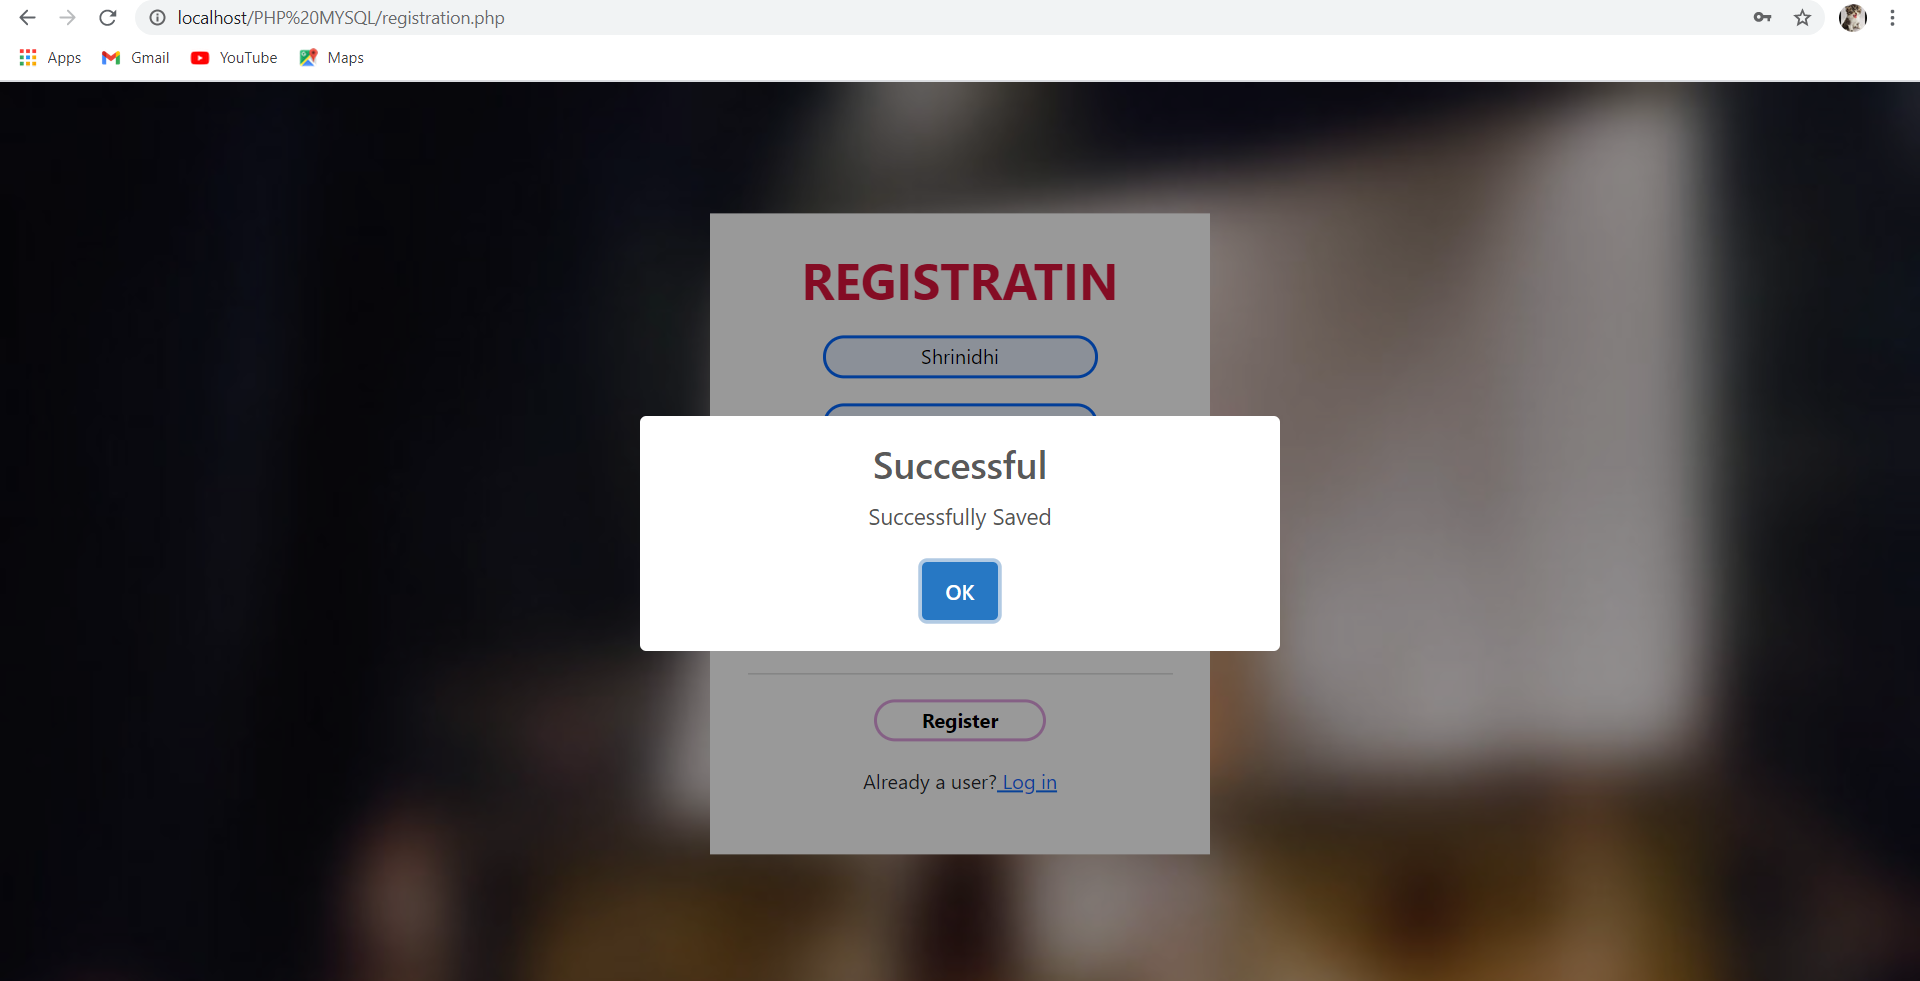 localhost/PHP%20MYSQL/registration.php
Apps Gmail YouTube Maps
REGISTRATIN
Shrinidhi
Successful
Successfully Saved
OK
Register
Already a user? Log in